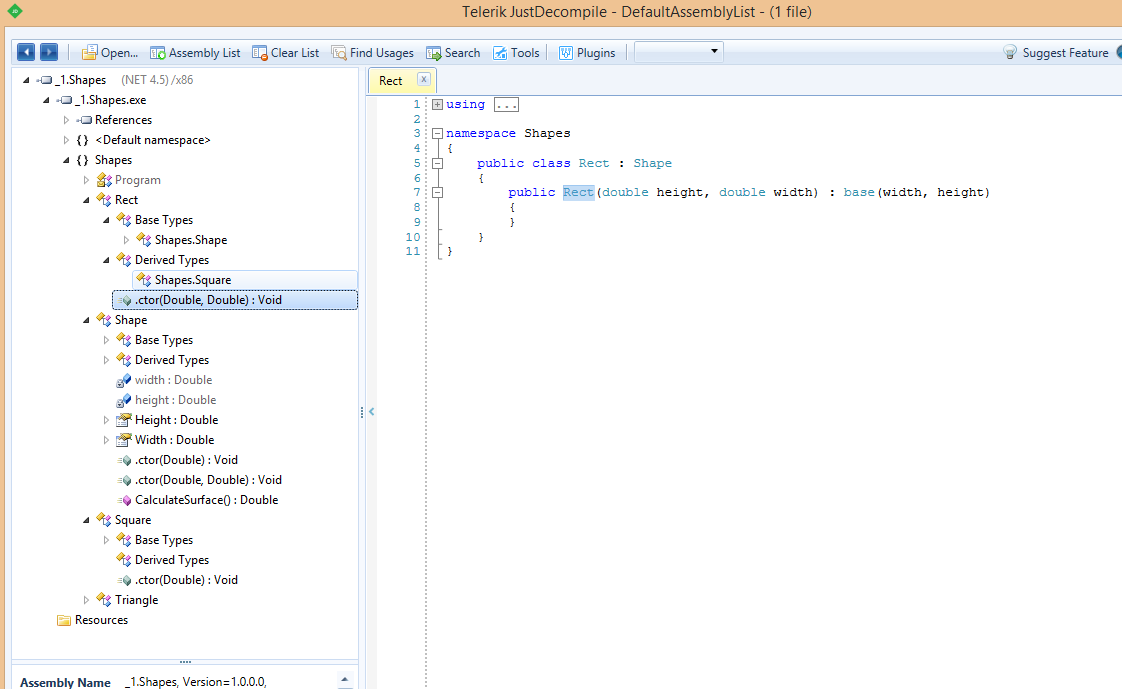 Telerik JustDecompile - DefaultAssemblyList - (1 file)
Open... Assembly List Clear List Find Usages Search Tools Plugins Suggest Feature
_1.Shapes (NET 4.5) /x86
_1.Shapes.exe
References
{} <Default namespace>
{} Shapes
Program
Rect
Base Types
Shapes.Shape
Derived Types
Shapes.Square
.ctor(Double, Double) : Void
Shape
Base Types
Derived Types
width : Double
height : Double
Height : Double
Width : Double
.ctor(Double) : Void
.ctor(Double, Double) : Void
CalculateSurface() : Double
Square
Base Types
Derived Types
.ctor(Double) : Void
Triangle
Resources
Assembly Name _1.Shapes, Version=1.0.0.0,
Rect x
1 using ...
2
3 namespace Shapes
4 {
5 public class Rect : Shape
6 {
7 public Rect(double height, double width) : base(width, height)
8 {
9 }
10 }
11 }